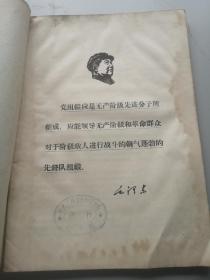 党组织应是无产阶级先进分子所
组成，应能领导无产阶级和革命群众
对于阶级敌人进行战斗的朝气蓬勃的
先锋队组织。
毛泽东